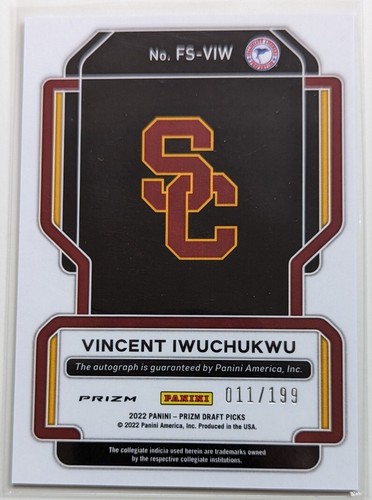 No. FS-VIW
SC
VINCENT IWUCHUKWU
The autograph is guaranteed by Panini America, Inc.
PRIZM PANINI 011/199
2022 PANINI – PRIZM DRAFT PICKS
© 2022 Panini America, Inc. Produced in the USA.
The collegiate indicia used herein are trademarks owned
by the respective collegiate institutions.